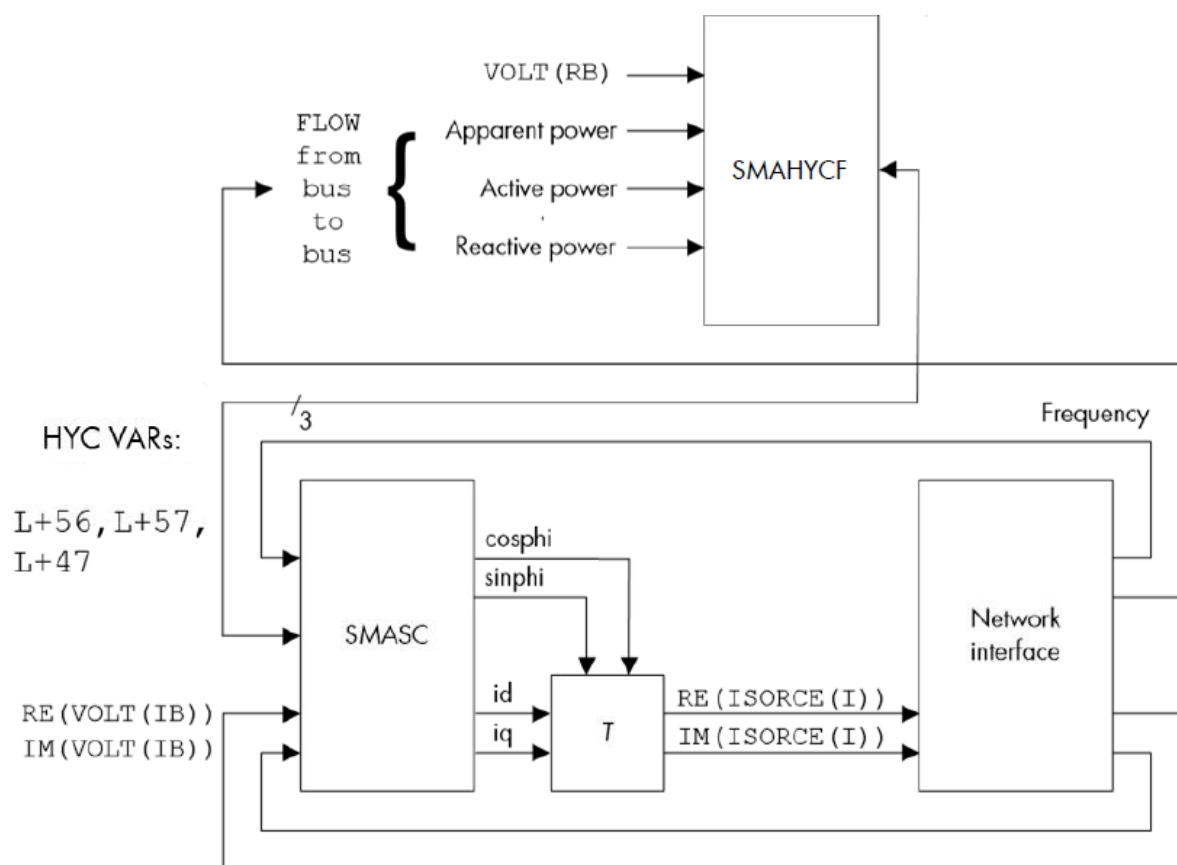 VOLT(RB)
FLOW
from
bus
to
bus
{
Apparent power
Active power
Reactive power
SMAHYCF
/3
HYC VARs:
L+56,L+57,
L+47
Frequency
SMASC
cosphi
sinphi
id
iq
T
RE(VOLT(IB))
IM(VOLT(IB))
RE(ISORCE(I))
IM(ISORCE(I))
Network
interface